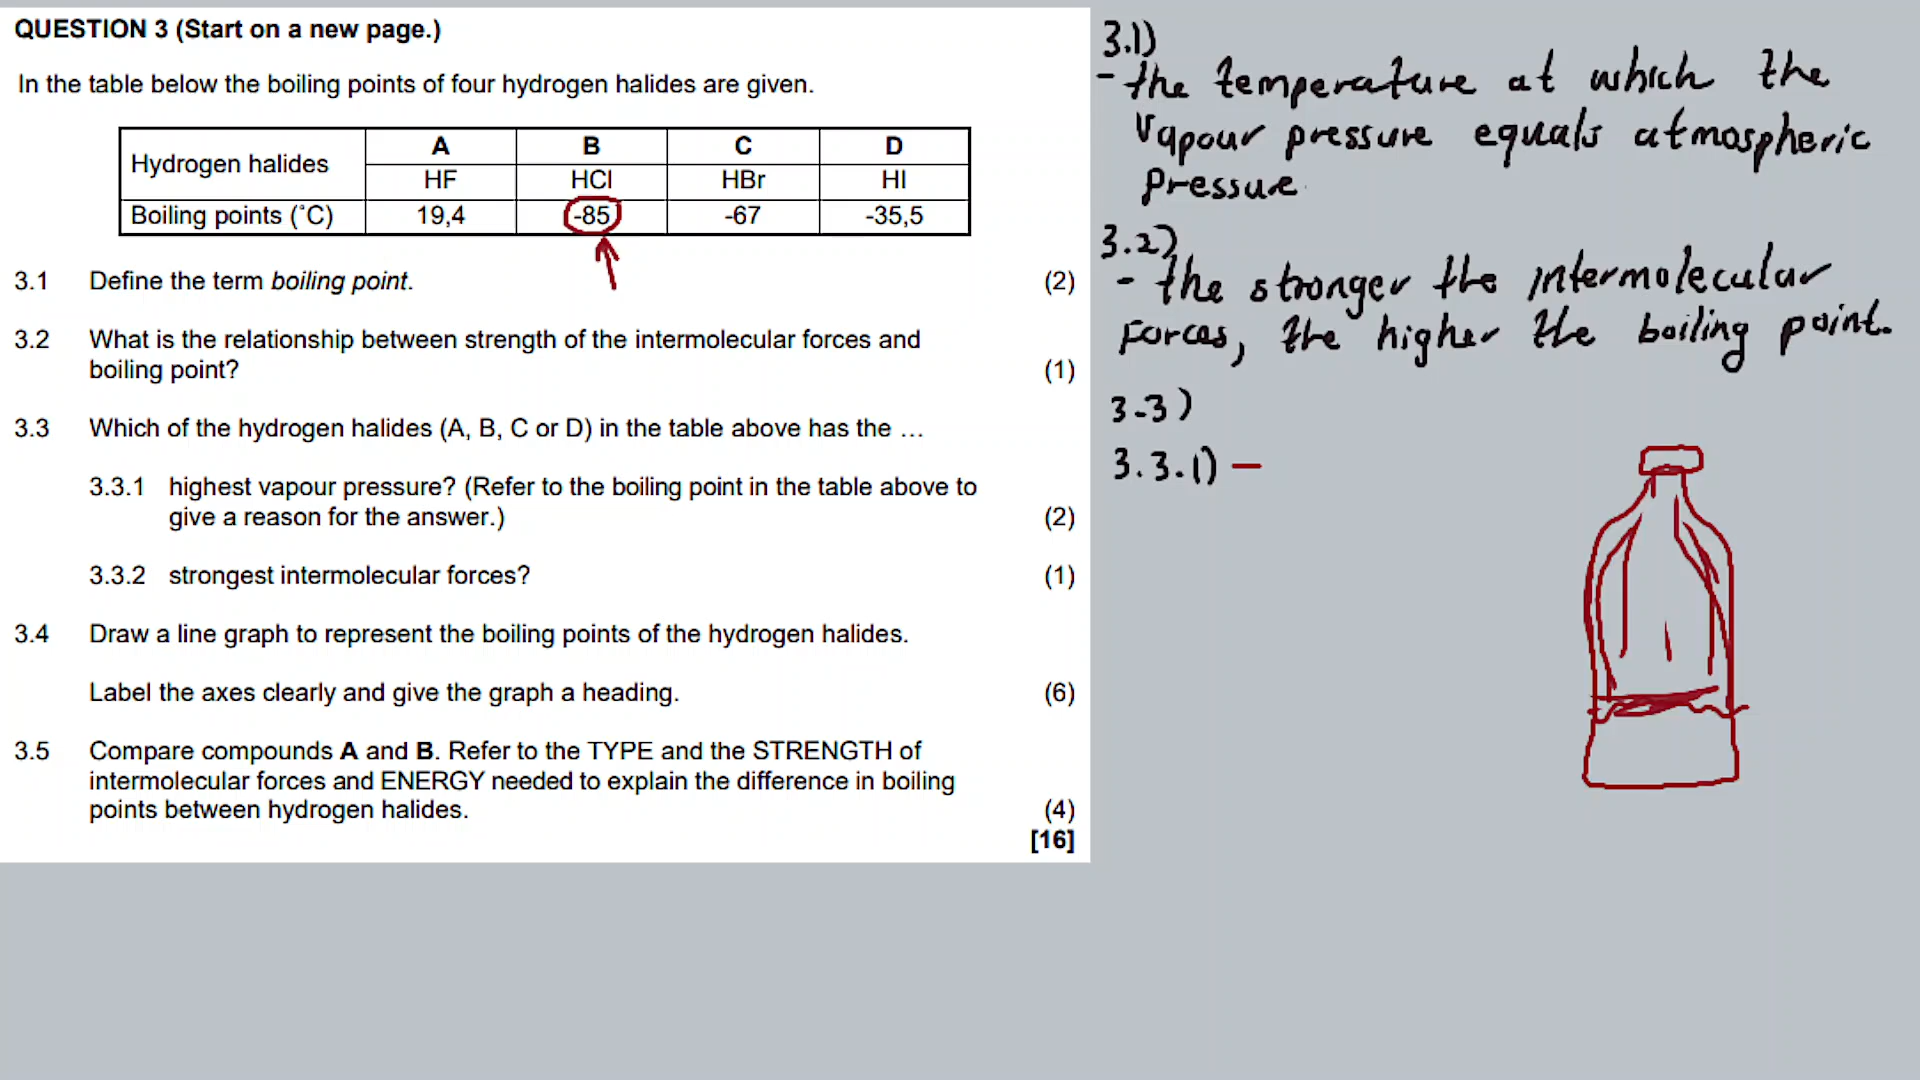 QUESTION 3 (Start on a new page.)
In the table below the boiling points of four hydrogen halides are given.
Hydrogen halides A B C D
HF HCl HBr HI
Boiling points (˚C) 19,4 -85 -67 -35,5
3.1 Define the term boiling point. (2)
3.2 What is the relationship between strength of the intermolecular forces and
boiling point? (1)
3.3 Which of the hydrogen halides (A, B, C or D) in the table above has the …
3.3.1 highest vapour pressure? (Refer to the boiling point in the table above to
give a reason for the answer.) (2)
3.3.2 strongest intermolecular forces? (1)
3.4 Draw a line graph to represent the boiling points of the hydrogen halides.
Label the axes clearly and give the graph a heading. (6)
3.5 Compare compounds A and B. Refer to the TYPE and the STRENGTH of
intermolecular forces and ENERGY needed to explain the difference in boiling
points between hydrogen halides. (4)
[16]
3.1)
- the temperature at which the
vapour pressure equals atmospheric
pressure.
3.2)
- the stronger the intermolecular
forces, the higher the boiling point.
3.3)
3.3.1) -